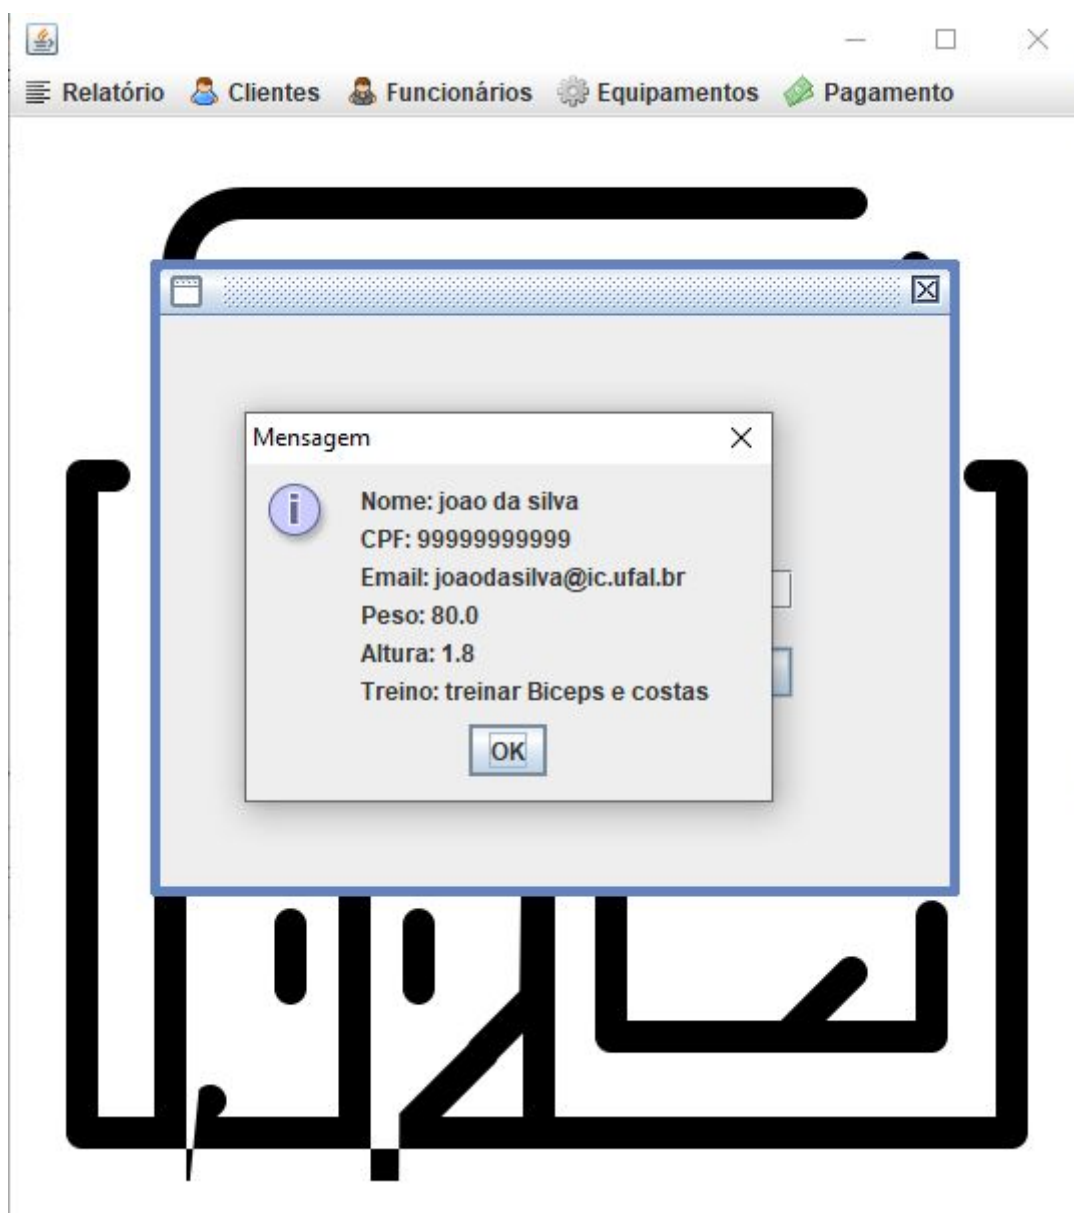 Relatório Clientes Funcionários Equipamentos Pagamento
Mensagem
Nome: joao da silva
CPF: 99999999999
Email: joaodasilva@ic.ufal.br
Peso: 80.0
Altura: 1.8
Treino: treinar Biceps e costas
OK